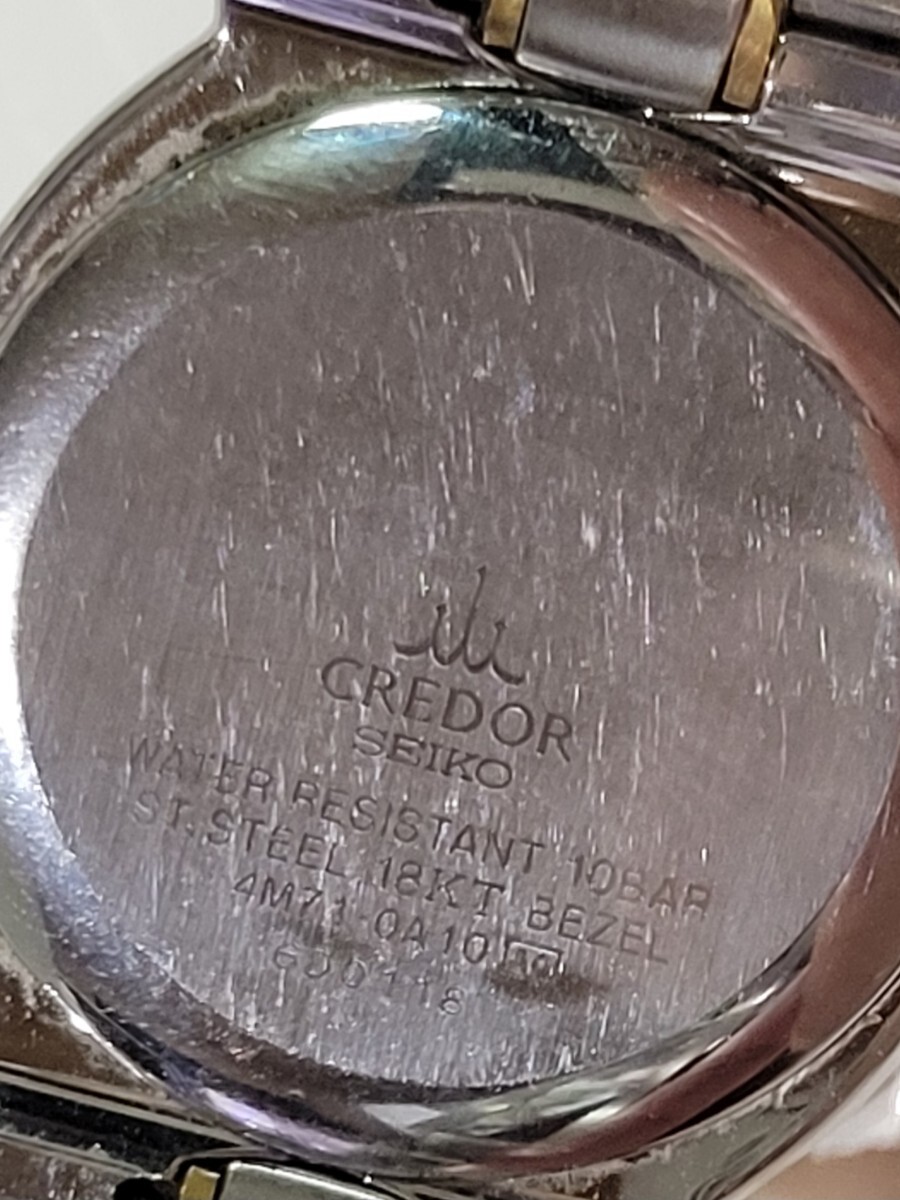 CREDOR
SEIKO
WATER RESISTANT 10BAR
ST.STEEL 18KT BEZEL
4M71-0A10